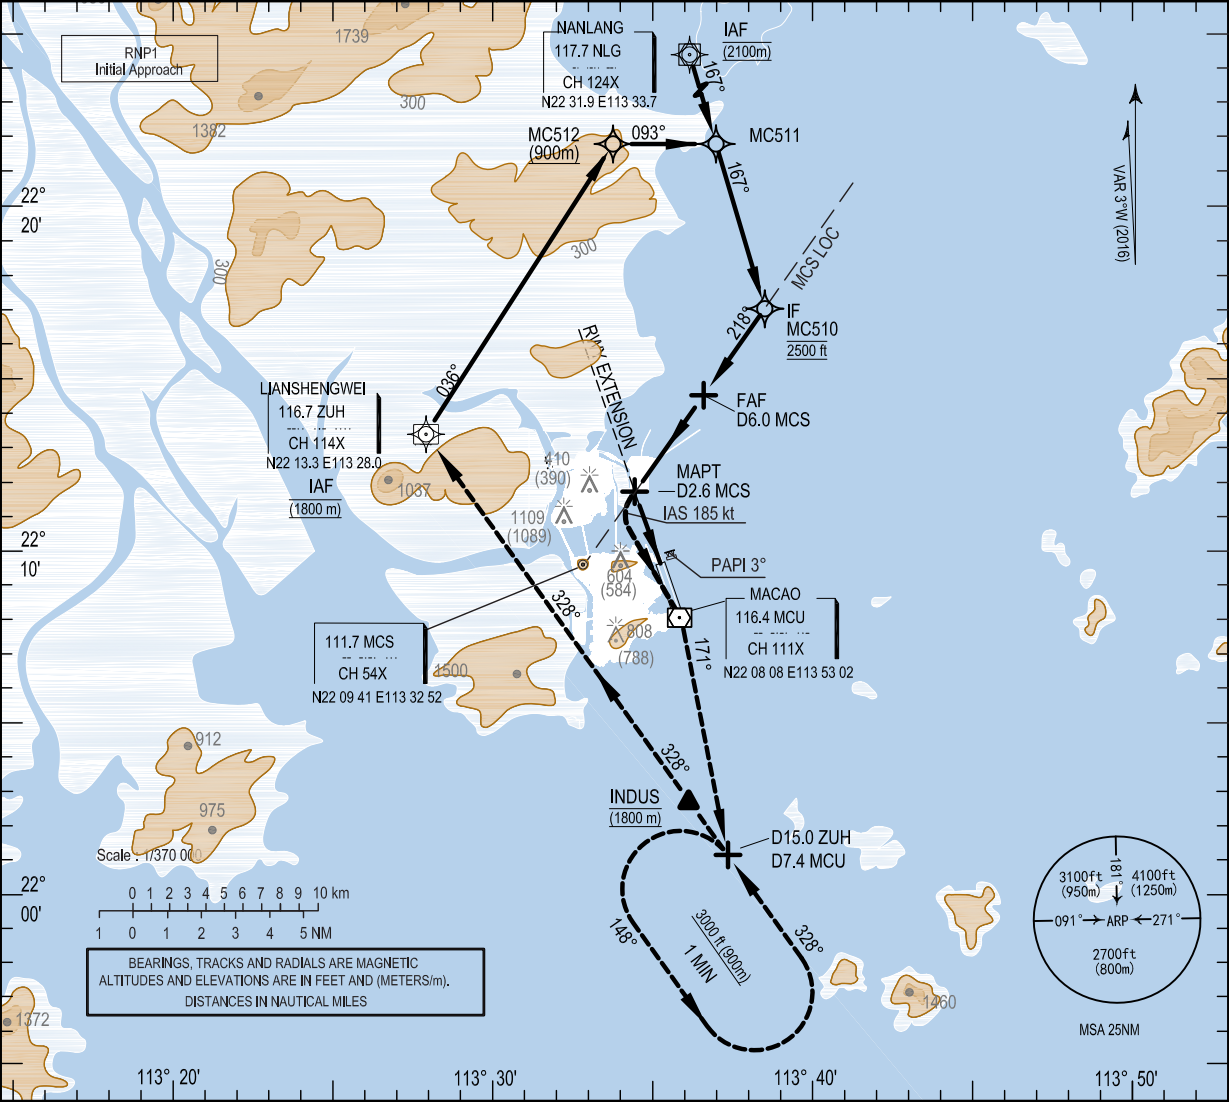 RNP1
Initial Approach
1739
1382
300
NANLANG
117.7 NLG
CH 124X
N22 31.9 E113 33.7
IAF
(2100m)
167°
MC512
(900m)
093°
MC511
167°
VAR 3°W (2016)
22°
20'
300
300
MCS LOC
IF
MC510
2500 ft
218°
RWY EXTENSION
036°
LIANSHENGWEI
116.7 ZUH
CH 114X
N22 13.3 E113 28.0
IAF
(1800 m)
1037
FAF
D6.0 MCS
410
(390)
MAPT
D2.6 MCS
IAS 185 kt
1109
(1089)
22°
10'
PAPI 3°
604
(584)
328°
MACAO
116.4 MCU
CH 111X
N22 08 08 E113 53 02
111.7 MCS
CH 54X
N22 09 41 E113 32 52
1500
808
(788)
171°
912
328°
975
INDUS
(1800 m)
D15.0 ZUH
D7.4 MCU
Scale : 1/370 000
0 1 2 3 4 5 6 7 8 9 10 km
1 0 1 2 3 4 5 NM
22°
00'
148°
3000 ft (900m)
1 MIN
328°
3100ft
(950m)
181°
4100ft
(1250m)
091°
ARP
271°
2700ft
(800m)
MSA 25NM
BEARINGS, TRACKS AND RADIALS ARE MAGNETIC
ALTITUDES AND ELEVATIONS ARE IN FEET AND (METERS/m).
DISTANCES IN NAUTICAL MILES
1372
1460
113° 20'
113° 30'
113° 40'
113° 50'